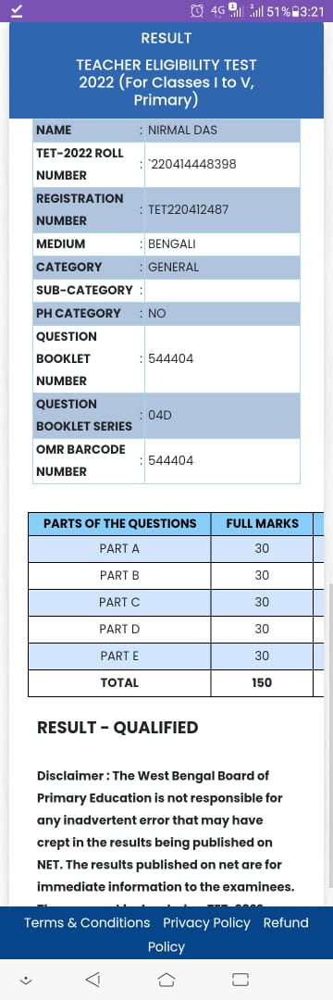 4G 51% 3:21
RESULT
TEACHER ELIGIBILITY TEST
2022 (For Classes I to V,
Primary)
NAME : NIRMAL DAS
TET-2022 ROLL
NUMBER : `220414448398
REGISTRATION
NUMBER : TET220412487
MEDIUM : BENGALI
CATEGORY : GENERAL
SUB-CATEGORY :
PH CATEGORY : NO
QUESTION
BOOKLET : 544404
NUMBER
QUESTION
BOOKLET SERIES : 04D
OMR BARCODE
NUMBER : 544404
PARTS OF THE QUESTIONS FULL MARKS
PART A 30
PART B 30
PART C 30
PART D 30
PART E 30
TOTAL 150
RESULT - QUALIFIED
Disclaimer : The West Bengal Board of
Primary Education is not responsible for
any inadvertent error that may have
crept in the results being published on
NET. The results published on net are for
immediate information to the examinees.
Terms & Conditions Privacy Policy Refund
Policy